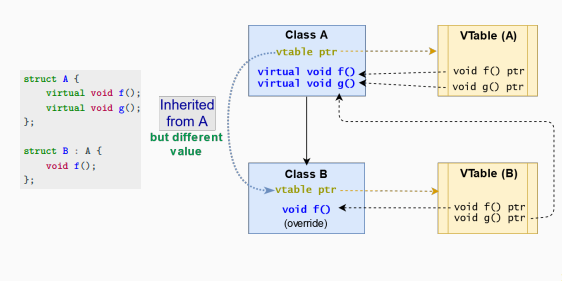 struct A {
virtual void f();
virtual void g();
};
struct B : A {
void f();
};
Inherited
from A
but different
value
Class A
vtable ptr
virtual void f()
virtual void g()
VTable (A)
void f() ptr
void g() ptr
Class B
vtable ptr
void f()
(override)
VTable (B)
void f() ptr
void g() ptr